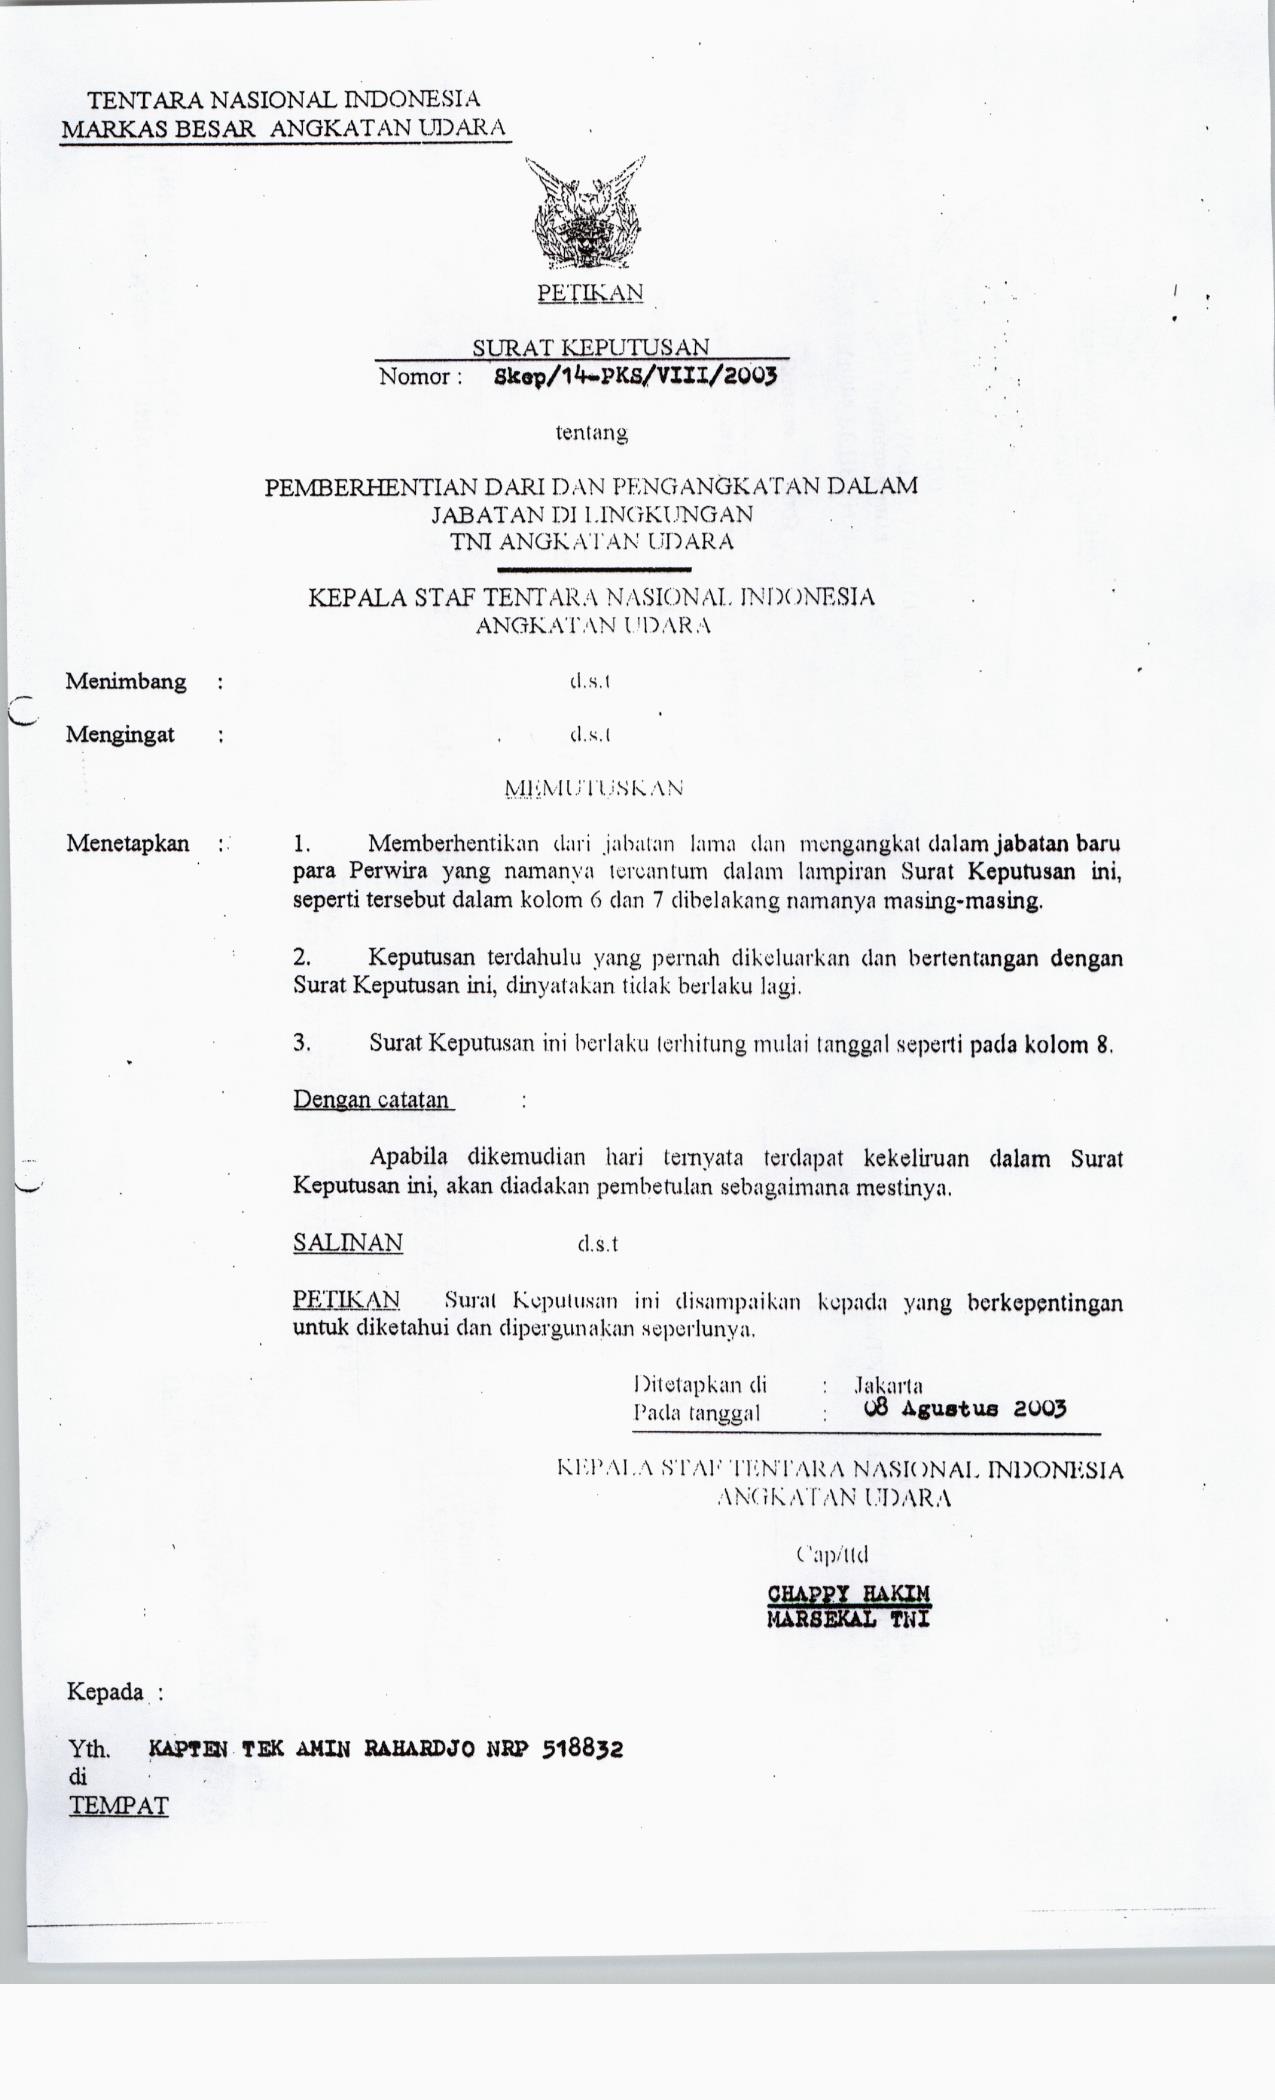 TENTARA NASIONAL INDONESIA
MARKAS BESAR ANGKATAN UDARA
PETIKAN
SURAT KEPUTUSAN
Nomor : Skep/14-PKS/VIII/2003
tentang
PEMBERHENTIAN DARI DAN PENGANGKATAN DALAM
JABATAN DI LINGKUNGAN
TNI ANGKATAN UDARA
KEPALA STAF TENTARA NASIONAL INDONESIA
ANGKATAN UDARA
Menimbang : d.s.t
Mengingat : d.s.t
MEMUTUSKAN
Menetapkan : 1. Memberhentikan dari jabatan lama dan mengangkat dalam jabatan baru
para Perwira yang namanya tercantum dalam lampiran Surat Keputusan ini,
seperti tersebut dalam kolom 6 dan 7 dibelakang namanya masing-masing.
2. Keputusan terdahulu yang pernah dikeluarkan dan bertentangan dengan
Surat Keputusan ini, dinyatakan tidak berlaku lagi.
3. Surat Keputusan ini berlaku terhitung mulai tanggal seperti pada kolom 8.
Dengan catatan :
Apabila dikemudian hari ternyata terdapat kekeliruan dalam Surat
Keputusan ini, akan diadakan pembetulan sebagaimana mestinya.
SALINAN d.s.t
PETIKAN Surat Keputusan ini disampaikan kepada yang berkepentingan
untuk diketahui dan dipergunakan seperlunya.
Ditetapkan di : Jakarta
Pada tanggal : 08 Agustus 2003
KEPALA STAF TENTARA NASIONAL INDONESIA
ANGKATAN UDARA
Cap/ttd
CHAPPY HAKIM
MARSEKAL TNI
Kepada :
Yth. KAPTEN TEK AMIN RAHARDJO NRP 518832
di
TEMPAT